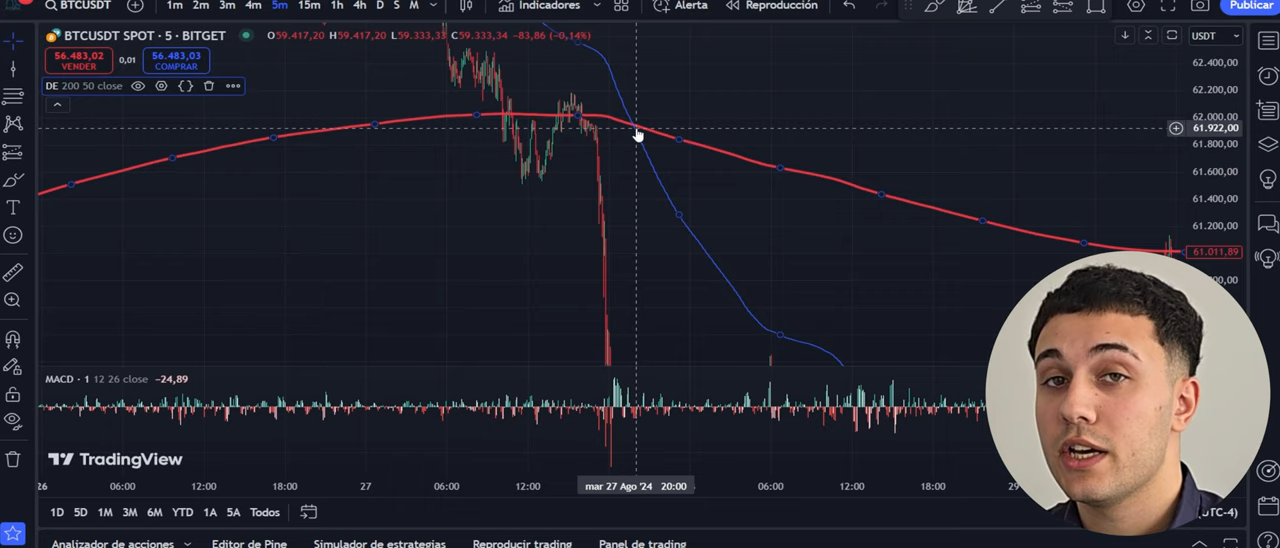 BTCUSDT 1m 2m 3m 4m 5m 15m 1h 4h D S M Indicadores Alerta Reproducción Publicar
BTCUSDT SPOT · 5 · BITGET O59.417,20 H59.417,20 L59.333,33 C59.333,34 −83,86 (−0,14%) USDT
56.483,02 0,01 56.483,03
VENDER COMPRAR
DE 200 50 close
62.400,00
62.200,00
62.000,00
61.922,00
61.800,00
61.600,00
61.400,00
61.200,00
61.011,89
MACD · 1 12 26 close −24,89
TradingView
26 06:00 12:00 18:00 27 06:00 12:00 mar 27 Ago '24 20:00 06:00 12:00 18:00 29
1D 5D 1M 3M 6M YTD 1A 5A Todos (UTC-4)
Analizador de acciones Editor de Pine Simulador de estrategias Reproducir trading Panel de trading